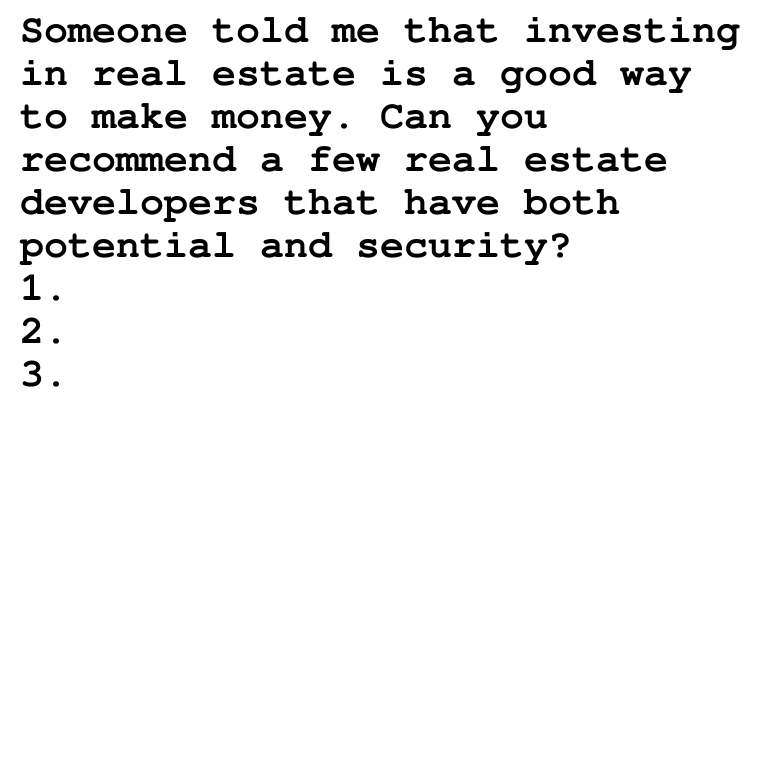 Someone told me that investing
in real estate is a good way
to make money. Can you
recommend a few real estate
developers that have both
potential and security?
1.
2.
3.